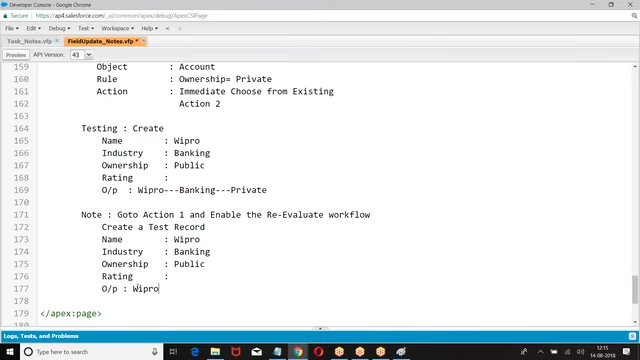 Developer Console - Google Chrome
Secure | https://ap4.salesforce.com/_ui/common/apex/debug/ApexCSIPage
File Edit Debug Test Workspace Help < >
Task_Notes.vfp FieldUpdate_Notes.vfp *
Preview API Version: 43
159 Object : Account
160 Rule : Ownership= Private
161 Action : Immediate Choose from Existing
162 Action 2
163
164 Testing : Create
165 Name : Wipro
166 Industry : Banking
167 Ownership : Public
168 Rating :
169 O/p : Wipro---Banking---Private
170
171 Note : Goto Action 1 and Enable the Re-Evaluate workflow
172 Create a Test Record
173 Name : Wipro
174 Industry : Banking
175 Ownership : Public
176 Rating :
177 O/p : Wipro
178
179 </apex:page>
180
Logs, Tests, and Problems
Type here to search
12:15
14-08-2018